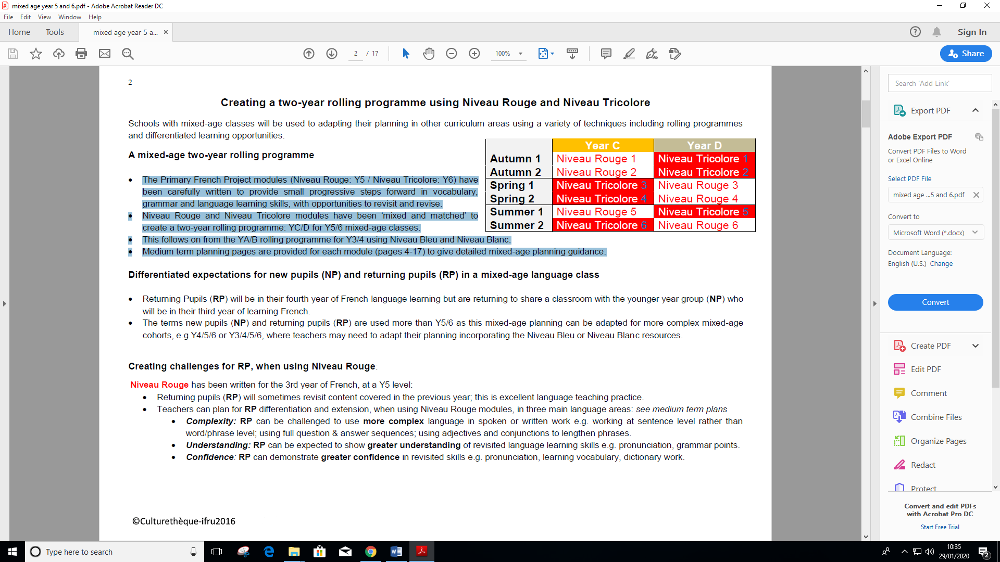 mixed age year 5 and 6.pdf - Adobe Acrobat Reader DC
File Edit View Window Help
Home Tools mixed age year 5 a... ×
Sign In
2 / 17 100% Share
2
Creating a two-year rolling programme using Niveau Rouge and Niveau Tricolore
Schools with mixed-age classes will be used to adapting their planning in other curriculum areas using a variety of techniques including rolling programmes
and differentiated learning opportunities.
A mixed-age two-year rolling programme
• The Primary French Project modules (Niveau Rouge: Y5 / Niveau Tricolore: Y6) have
been carefully written to provide small progressive steps forward in vocabulary,
grammar and language learning skills, with opportunities to revisit and revise.
• Niveau Rouge and Niveau Tricolore modules have been ‘mixed and matched’ to
create a two-year rolling programme: YC/D for Y5/6 mixed-age classes.
• This follows on from the YA/B rolling programme for Y3/4 using Niveau Bleu and Niveau Blanc.
• Medium term planning pages are provided for each module (pages 4-17) to give detailed mixed-age planning guidance.
Year C Year D
Autumn 1 Niveau Rouge 1 Niveau Tricolore 1
Autumn 2 Niveau Rouge 2 Niveau Tricolore 2
Spring 1 Niveau Tricolore 3 Niveau Rouge 3
Spring 2 Niveau Tricolore 4 Niveau Rouge 4
Summer 1 Niveau Rouge 5 Niveau Tricolore 5
Summer 2 Niveau Tricolore 6 Niveau Rouge 6
Differentiated expectations for new pupils (NP) and returning pupils (RP) in a mixed-age language class
• Returning Pupils (RP) will be in their fourth year of French language learning but are returning to share a classroom with the younger year group (NP) who
will be in their third year of learning French.
• The terms new pupils (NP) and returning pupils (RP) are used more than Y5/6 as this mixed-age planning can be adapted for more complex mixed-age
cohorts, e.g Y4/5/6 or Y3/4/5/6, where teachers may need to adapt their planning incorporating the Niveau Bleu or Niveau Blanc resources.
Creating challenges for RP, when using Niveau Rouge:
Niveau Rouge has been written for the 3rd year of French, at a Y5 level:
• Returning pupils (RP) will sometimes revisit content covered in the previous year; this is excellent language teaching practice.
• Teachers can plan for RP differentiation and extension, when using Niveau Rouge modules, in three main language areas: see medium term plans
• Complexity: RP can be challenged to use more complex language in spoken or written work e.g. working at sentence level rather than
word/phrase level; using full question & answer sequences; using adjectives and conjunctions to lengthen phrases.
• Understanding: RP can be expected to show greater understanding of revisited language learning skills e.g. pronunciation, grammar points.
• Confidence: RP can demonstrate greater confidence in revisited skills e.g. pronunciation, learning vocabulary, dictionary work.
©Culturethèque-ifru2016
Search 'Add Link'
Export PDF
Adobe Export PDF
Convert PDF Files to Word
or Excel Online
Select PDF File
mixed age ...5 and 6.pdf
Convert to
Microsoft Word (*.docx)
Document Language:
English (U.S.) Change
Convert
Create PDF
Edit PDF
Comment
Combine Files
Organize Pages
Redact
Protect
Convert and edit PDFs
with Acrobat Pro DC
Start Free Trial
Type here to search
10:35
29/01/2020
2